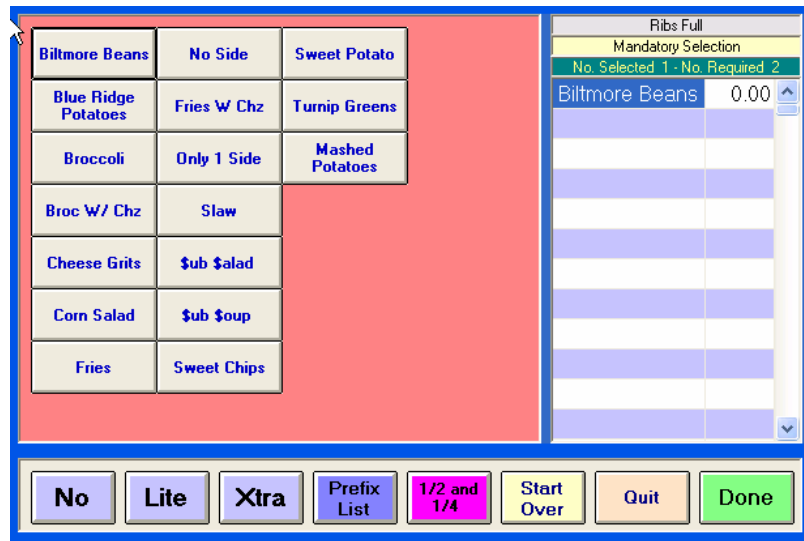 Biltmore Beans
No Side
Sweet Potato
Blue Ridge
Potatoes
Fries W Chz
Turnip Greens
Broccoli
Only 1 Side
Mashed
Potatoes
Broc W/ Chz
Slaw
Cheese Grits
$ub $alad
Corn Salad
$ub $oup
Fries
Sweet Chips
Ribs Full
Mandatory Selection
No. Selected 1 - No. Required 2
Biltmore Beans 0.00
No
Lite
Xtra
Prefix
List
1/2 and
1/4
Start
Over
Quit
Done